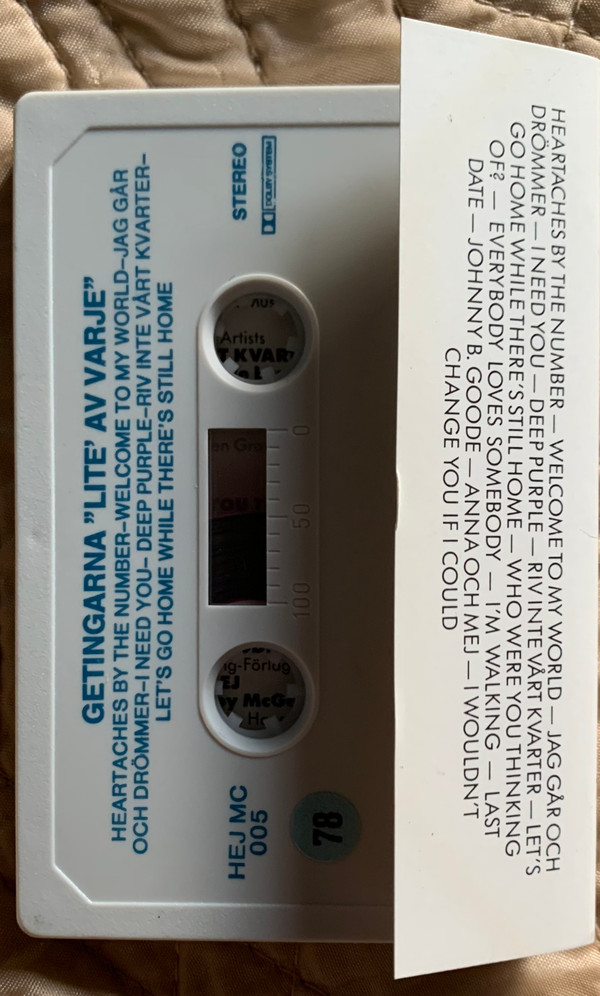 GETINGARNA "LITE' AV VARJE"
HEARTACHES BY THE NUMBER–WELCOME TO MY WORLD–JAG GÅR
OCH DRÖMMER–I NEED YOU– DEEP PURPLE–RIV INTE VÅRT KVARTER–
LET'S GO HOME WHILE THERE'S STILL HOME
STEREO
DOLBY SYSTEM
Artists
KVAR
0
50
100
ig-Förlug
HEJ MC
005
78
HEARTACHES BY THE NUMBER — WELCOME TO MY WORLD — JAG GÅR OCH
DRÖMMER — I NEED YOU — DEEP PURPLE — RIV INTE VÅRT KVARTER — LET'S
GO HOME WHILE THERE'S STILL HOME — WHO WERE YOU THINKING
OF? — EVERYBODY LOVES SOMEBODY — I'M WALKING — LAST
DATE — JOHNNY B. GOODE — ANNA OCH MEJ — I WOULDN'T
CHANGE YOU IF I COULD